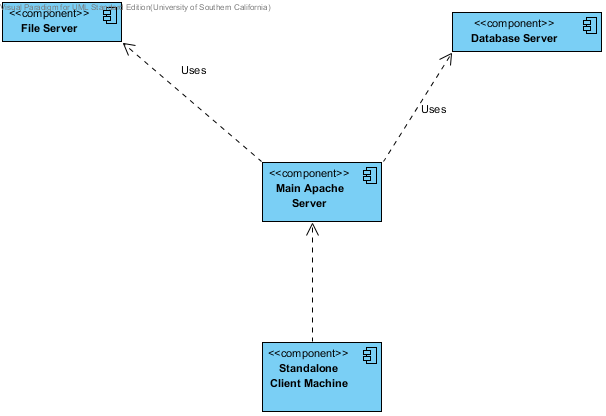 Visual Paradigm for UML Standard Edition(University of Southern California)
<<component>>
File Server
<<component>>
Database Server
Uses
Uses
<<component>>
Main Apache
Server
<<component>>
Standalone
Client Machine